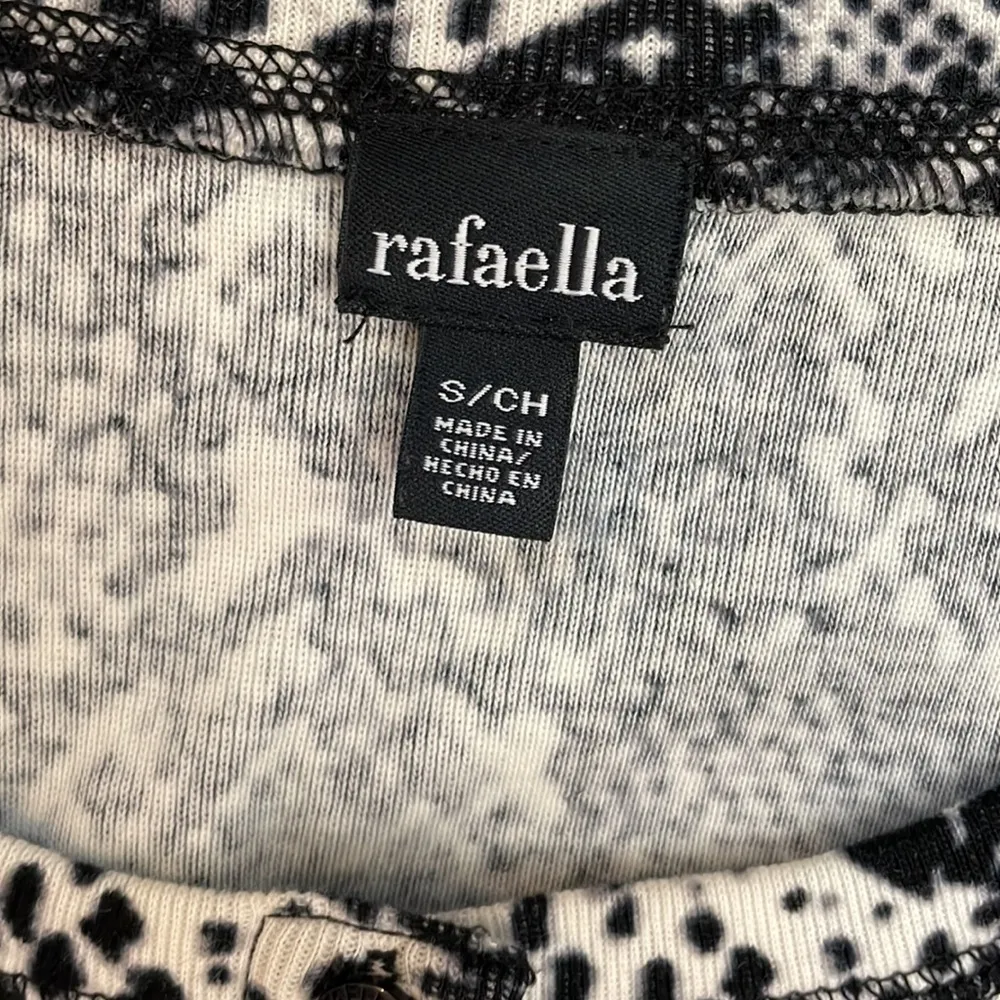 rafaella
S/CH
MADE IN
CHINA/
HECHO EN
CHINA